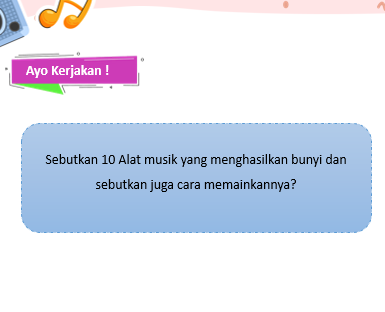 Ayo Kerjakan !
Sebutkan 10 Alat musik yang menghasilkan bunyi dan
sebutkan juga cara memainkannya?